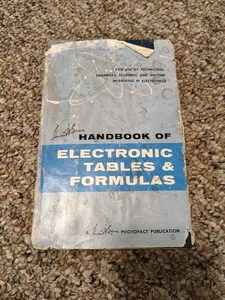 FOR USE BY TECHNICIANS,
ENGINEERS, STUDENTS, AND ANYONE
INTERESTED IN ELECTRONICS
HANDBOOK OF
ELECTRONIC
TABLES &
FORMULAS
A PHOTOFACT PUBLICATION